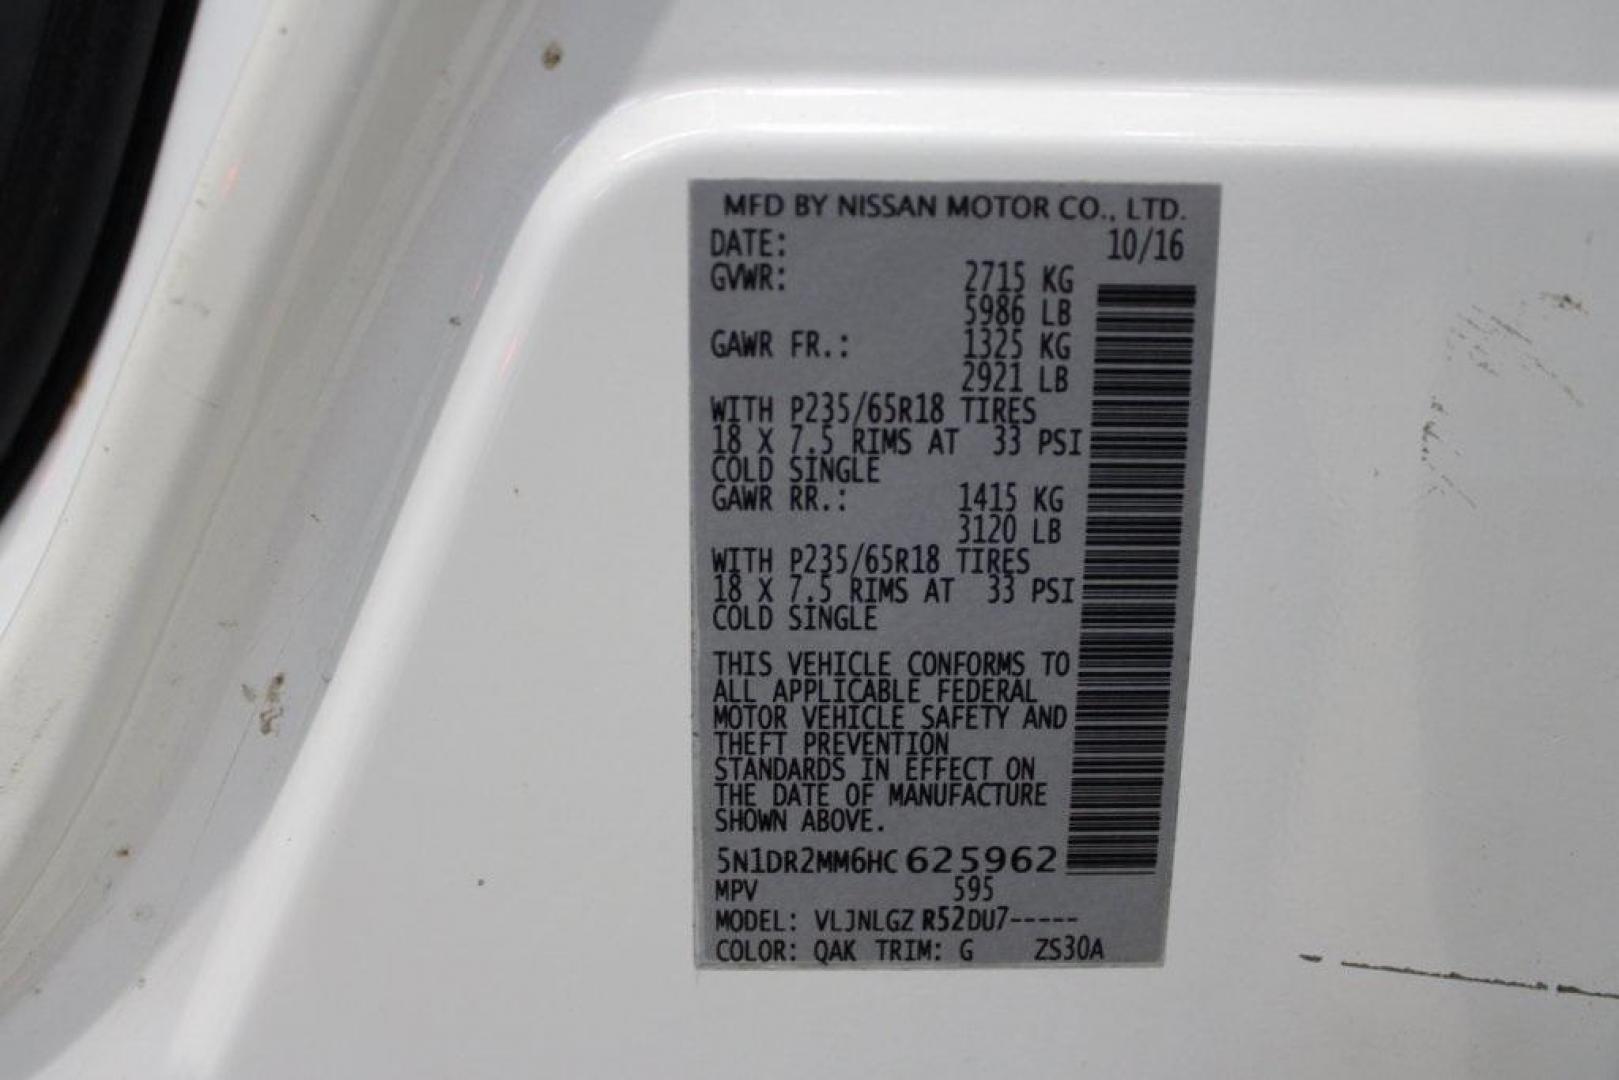 MFD BY NISSAN MOTOR CO., LTD.
DATE: 10/16
GVWR: 2715 KG
5986 LB
GAWR FR.: 1325 KG
2921 LB
WITH P235/65R18 TIRES
18 X 7.5 RIMS AT 33 PSI
COLD SINGLE
GAWR RR.: 1415 KG
3120 LB
WITH P235/65R18 TIRES
18 X 7.5 RIMS AT 33 PSI
COLD SINGLE
THIS VEHICLE CONFORMS TO
ALL APPLICABLE FEDERAL
MOTOR VEHICLE SAFETY AND
THEFT PREVENTION
STANDARDS IN EFFECT ON
THE DATE OF MANUFACTURE
SHOWN ABOVE.
5N1DR2MM6HC625962
MPV 595
MODEL: VLJNLGZ R52DU7-----
COLOR: QAK TRIM: G ZS30A